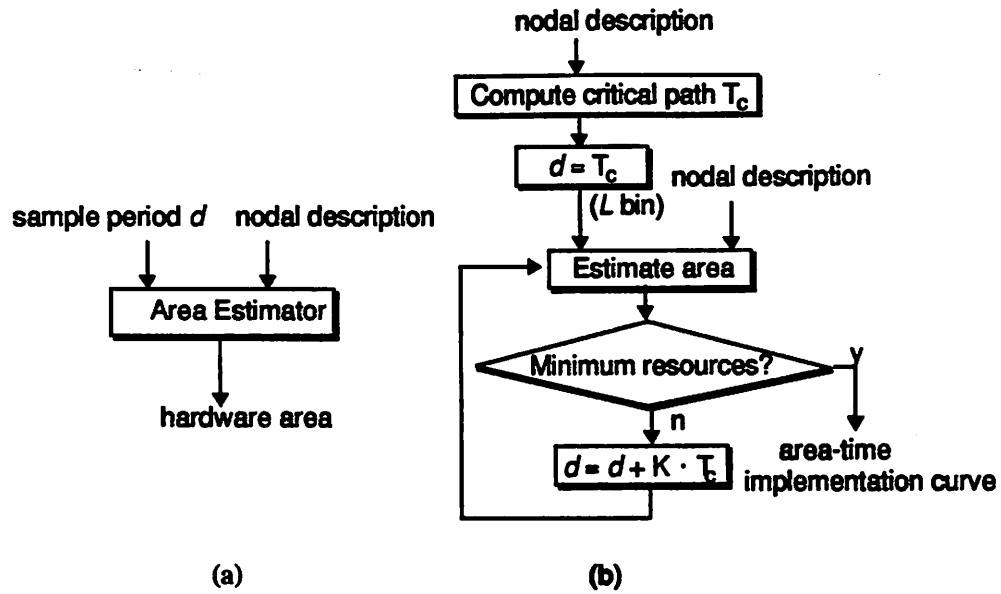 sample period d
nodal description
Area Estimator
hardware area
(a)
nodal description
Compute critical path Tc
d = Tc
(L bin)
nodal description
Estimate area
Minimum resources?
y
n
d = d + K · Tc
area-time
implementation curve
(b)